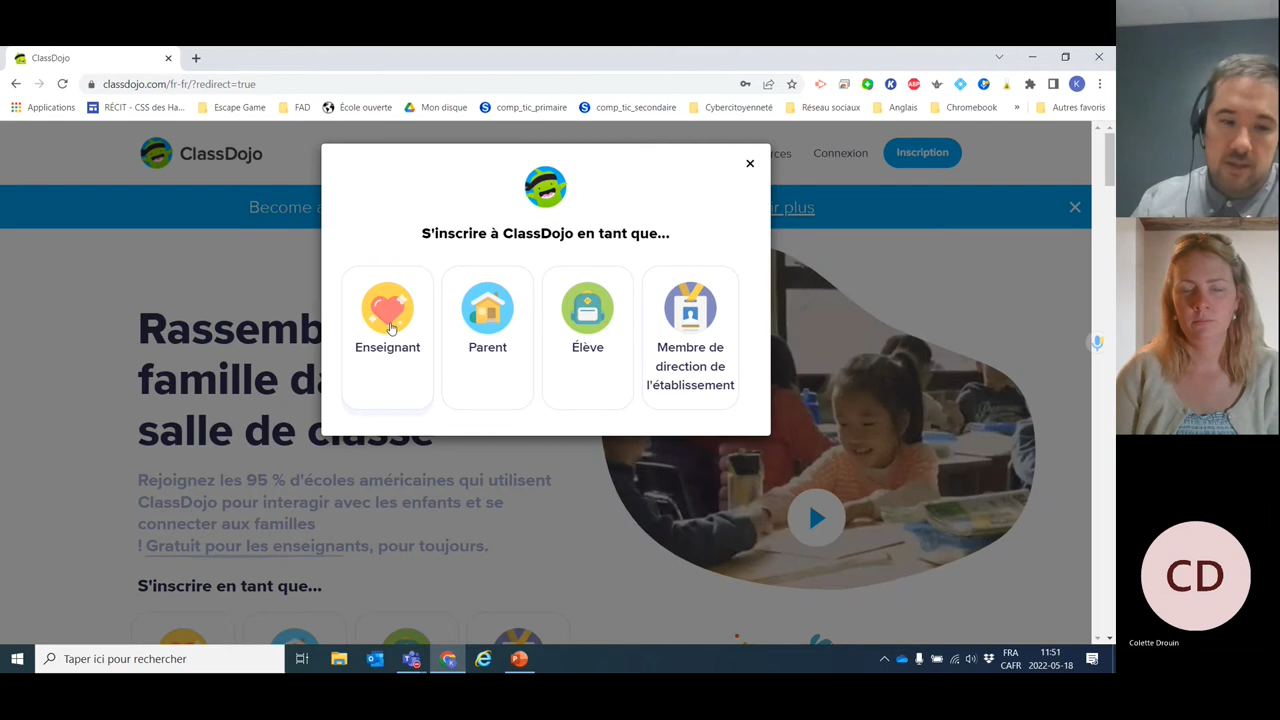 ClassDojo
classdojo.com/fr-fr/?redirect=true
Applications
RÉCIT - CSS des Ha...
Escape Game
FAD
École ouverte
Mon disque
comp_tic_primaire
comp_tic_secondaire
Cybercitoyenneté
Réseau sociaux
Anglais
Chromebook
»
Autres favoris
ClassDojo
rces
Connexion
Inscription
Become a
ir plus
S'inscrire à ClassDojo en tant que...
Enseignant
Parent
Élève
Membre de
direction de
l'établissement
Rassemb
famille da
salle de classe
Rejoignez les 95 % d'écoles américaines qui utilisent
ClassDojo pour interagir avec les enfants et se
connecter aux familles
! Gratuit pour les enseignants, pour toujours.
S'inscrire en tant que...
CD
Colette Drouin
Taper ici pour rechercher
FRA
CAFR
11:51
2022-05-18